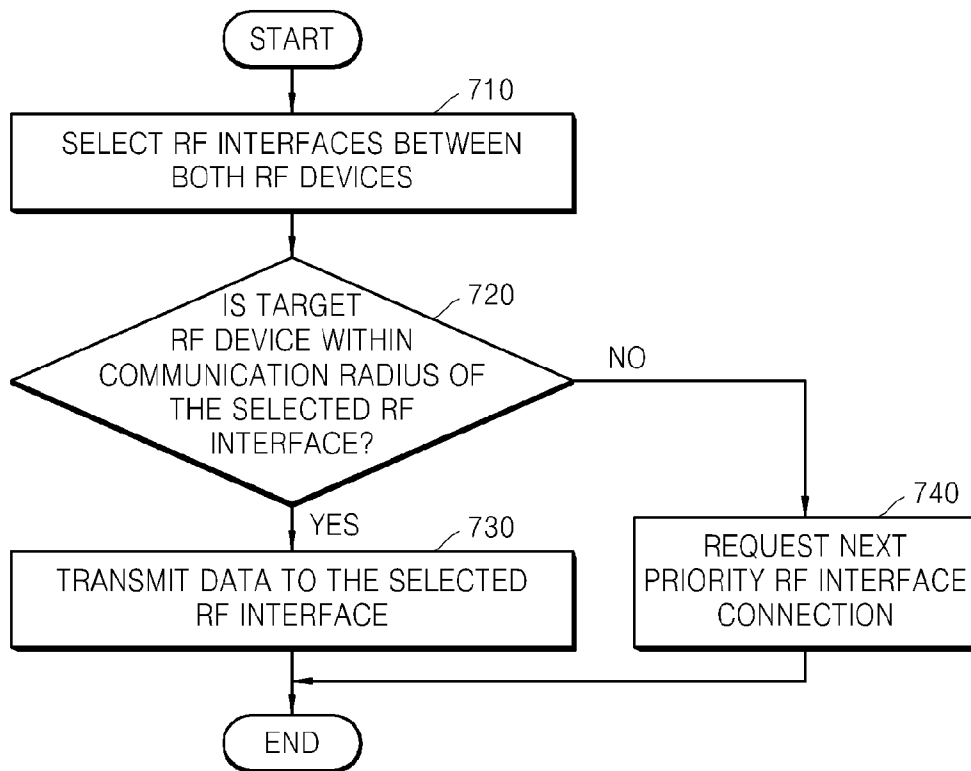 START
710
SELECT RF INTERFACES BETWEEN
BOTH RF DEVICES
720
IS TARGET
RF DEVICE WITHIN
COMMUNICATION RADIUS OF
THE SELECTED RF
INTERFACE?
NO
YES
730
TRANSMIT DATA TO THE SELECTED
RF INTERFACE
740
REQUEST NEXT
PRIORITY RF INTERFACE
CONNECTION
END